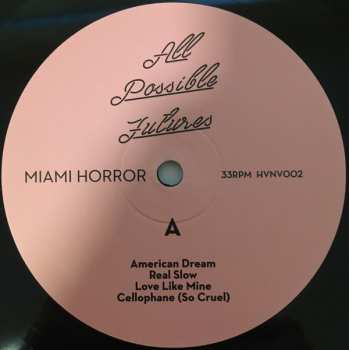 All
Possible
Futures
MIAMI HORROR
33RPM HVNV002
A
American Dream
Real Slow
Love Like Mine
Cellophane (So Cruel)